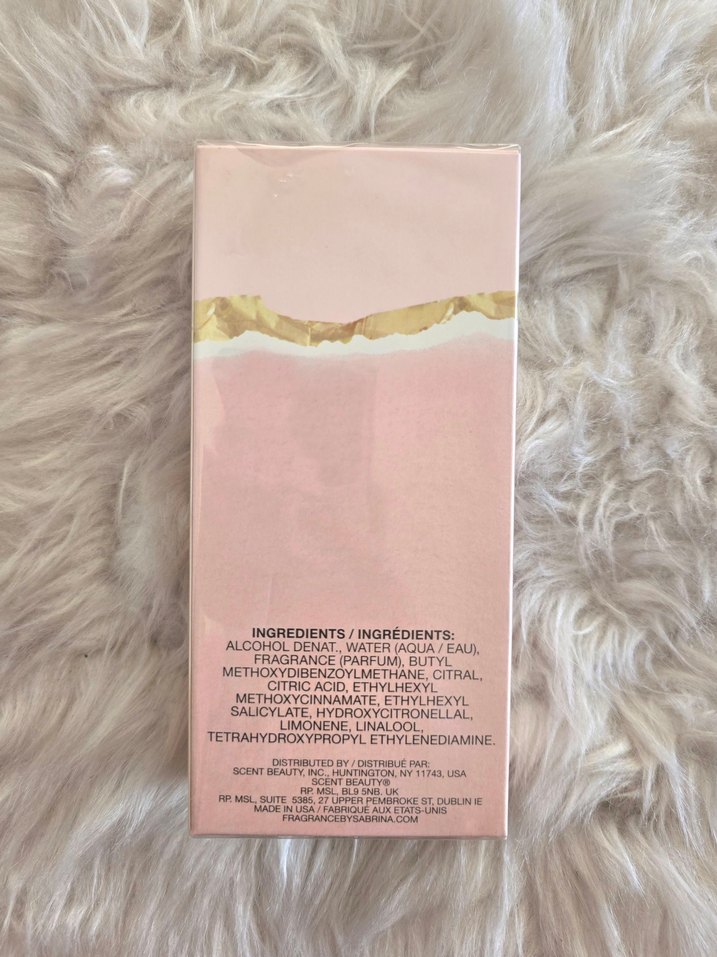 INGREDIENTS / INGRÉDIENTS:
ALCOHOL DENAT., WATER (AQUA / EAU),
FRAGRANCE (PARFUM), BUTYL
METHOXYDIBENZOYLMETHANE, CITRAL,
CITRIC ACID, ETHYLHEXYL
METHOXYCINNAMATE, ETHYLHEXYL
SALICYLATE, HYDROXYCITRONELLAL,
LIMONENE, LINALOOL,
TETRAHYDROXYPROPYL ETHYLENEDIAMINE.
DISTRIBUTED BY / DISTRIBUÉ PAR:
SCENT BEAUTY, INC., HUNTINGTON, NY 11743, USA
SCENT BEAUTY®
RP. MSL, BL9 5NB. UK
RP. MSL, SUITE 5385, 27 UPPER PEMBROKE ST, DUBLIN IE
MADE IN USA / FABRIQUÉ AUX ETATS-UNIS
FRAGRANCEBYSABRINA.COM